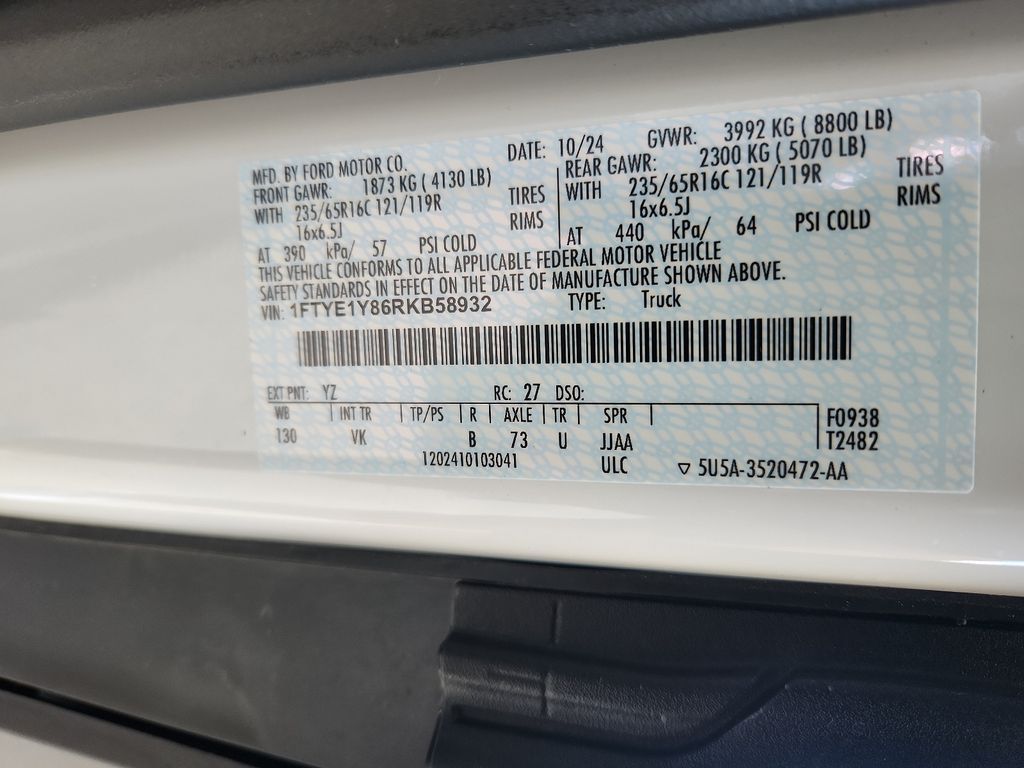 MFD. BY FORD MOTOR CO. DATE: 10/24 GVWR: 3992 KG ( 8800 LB)
FRONT GAWR: 1873 KG ( 4130 LB) REAR GAWR: 2300 KG ( 5070 LB)
WITH 235/65R16C 121/119R TIRES WITH 235/65R16C 121/119R TIRES
16x6.5J RIMS 16x6.5J RIMS
AT 390 kPa/ 57 PSI COLD AT 440 kPa/ 64 PSI COLD
THIS VEHICLE CONFORMS TO ALL APPLICABLE FEDERAL MOTOR VEHICLE
SAFETY STANDARDS IN EFFECT ON THE DATE OF MANUFACTURE SHOWN ABOVE.
VIN: 1FTYE1Y86RKB58932 TYPE: Truck
EXT PNT: YZ RC: 27 DSO:
WB INT TR TP/PS R AXLE TR SPR F0938
130 VK B 73 U JJAA T2482
1202410103041 ULC ▽ 5U5A-3520472-AA